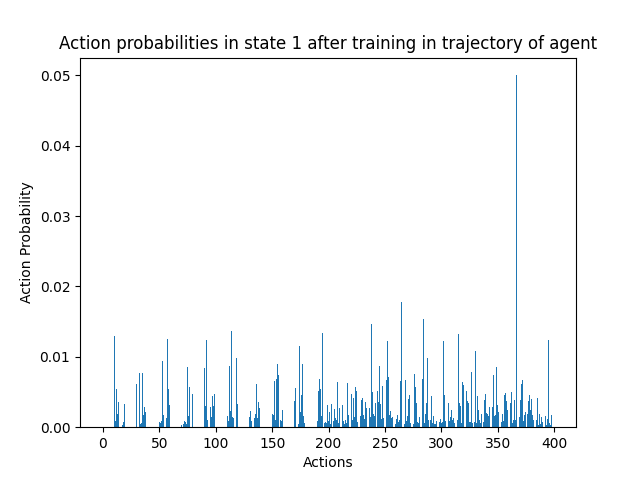 Action probabilities in state 1 after training in trajectory of agent
0.05
0.04
0.03
0.02
0.01
0.00
Action Probability
0 50 100 150 200 250 300 350 400
Actions